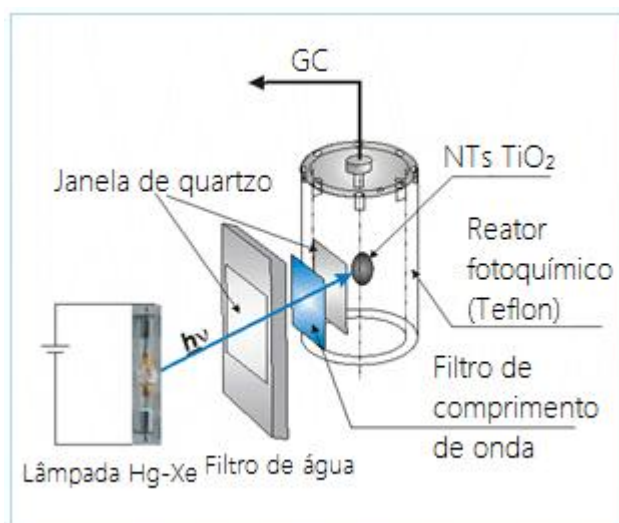 GC
NTs TiO₂
Janela de quartzo
Reator
fotoquímico
(Teflon)
hν
Filtro de
comprimento
de onda
Lâmpada Hg-Xe
Filtro de água